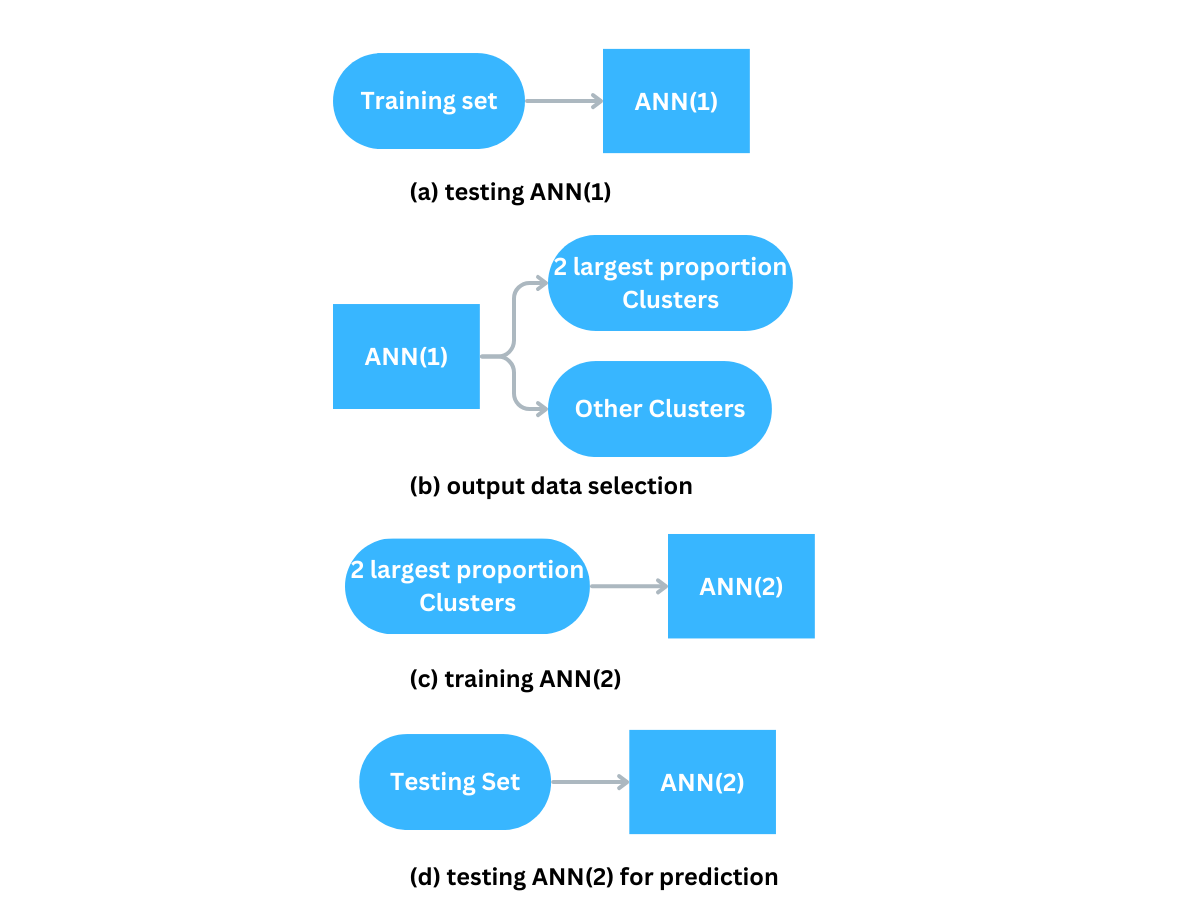 Training set
ANN(1)
(a) testing ANN(1)
2 largest proportion
Clusters
ANN(1)
Other Clusters
(b) output data selection
2 largest proportion
Clusters
ANN(2)
(c) training ANN(2)
Testing Set
ANN(2)
(d) testing ANN(2) for prediction